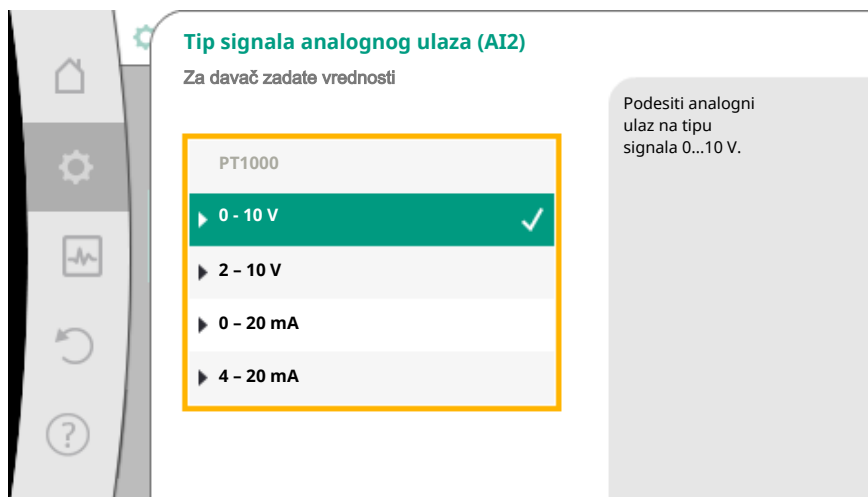 Tip signala analognog ulaza (AI2)
Za davač zadate vrednosti
PT1000
0 - 10 V
2 – 10 V
0 – 20 mA
4 – 20 mA
Podesiti analogni
ulaz na tipu
signala 0...10 V.
?